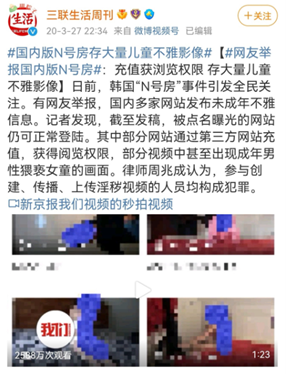 生活
三联生活周刊
20-3-27 22:34 来自 微博视频号
已编辑
+关注
#国内版N号房存大量儿童不雅影像#【#网友举
报国内版N号房#：充值获浏览权限 存大量儿童
不雅影像】日前，韩国“N号房”事件引发全民关
注。有网友举报，国内多家网站发布未成年不雅
信息。记者发现，截至发稿，被点名曝光的网站
仍可正常登陆。其中部分网站通过第三方网站充
值，获得阅览权限，部分视频中甚至出现成年男
性猥亵女童的画面。律师周兆成认为，参与创
建、传播、上传淫秽视频的人员均构成犯罪。
新京报我们视频的秒拍视频
我们
2588万次观看
1:23